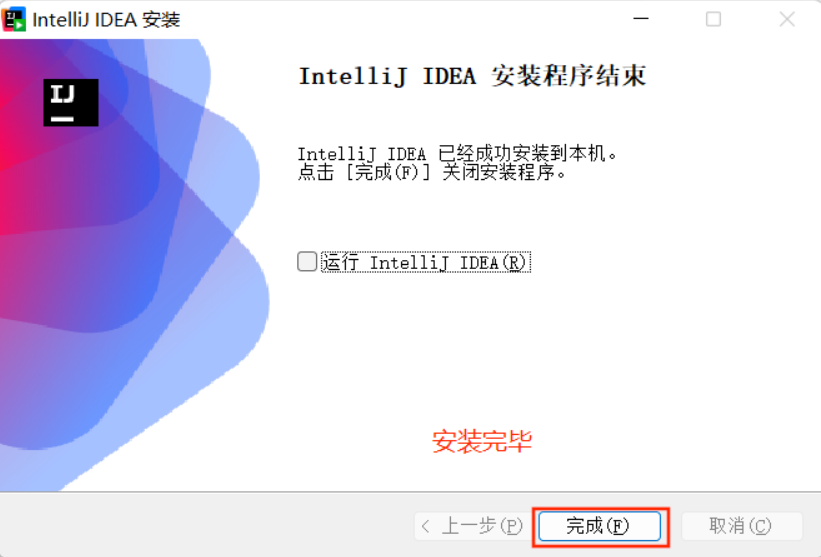 IntelliJ IDEA 安装
IJ
IntelliJ IDEA 安装程序结束
IntelliJ IDEA 已经成功安装到本机。
点击 [完成(F)] 关闭安装程序。
运行 IntelliJ IDEA(R)
安装完毕
< 上一步(P) 完成(F) 取消(C)